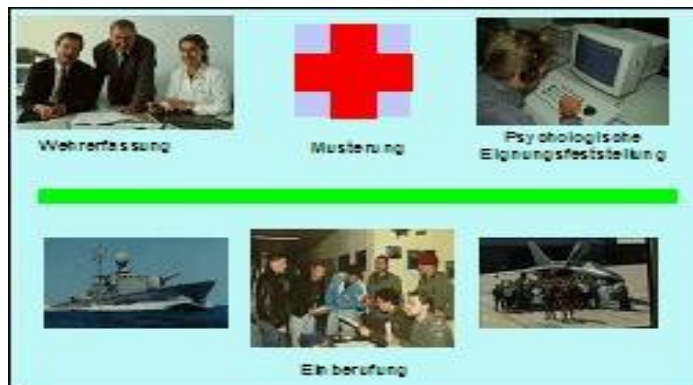 Wehrerfassung
Musterung
Psychologische
Eignungsfeststellung
Einberufung